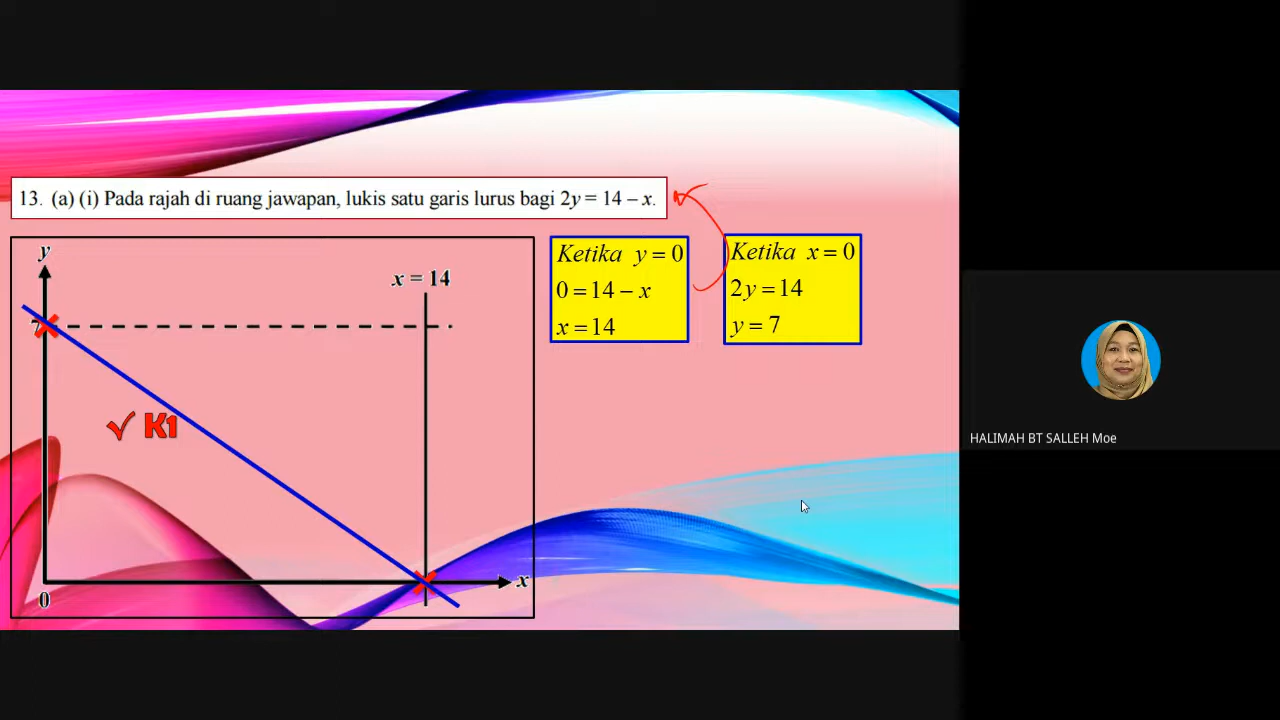 13. (a) (i) Pada rajah di ruang jawapan, lukis satu garis lurus bagi 2y = 14 – x.
y
x = 14
7
√ K1
x
0
Ketika y = 0
0 = 14 – x
x = 14
Ketika x = 0
2y = 14
y = 7
HALIMAH BT SALLEH Moe